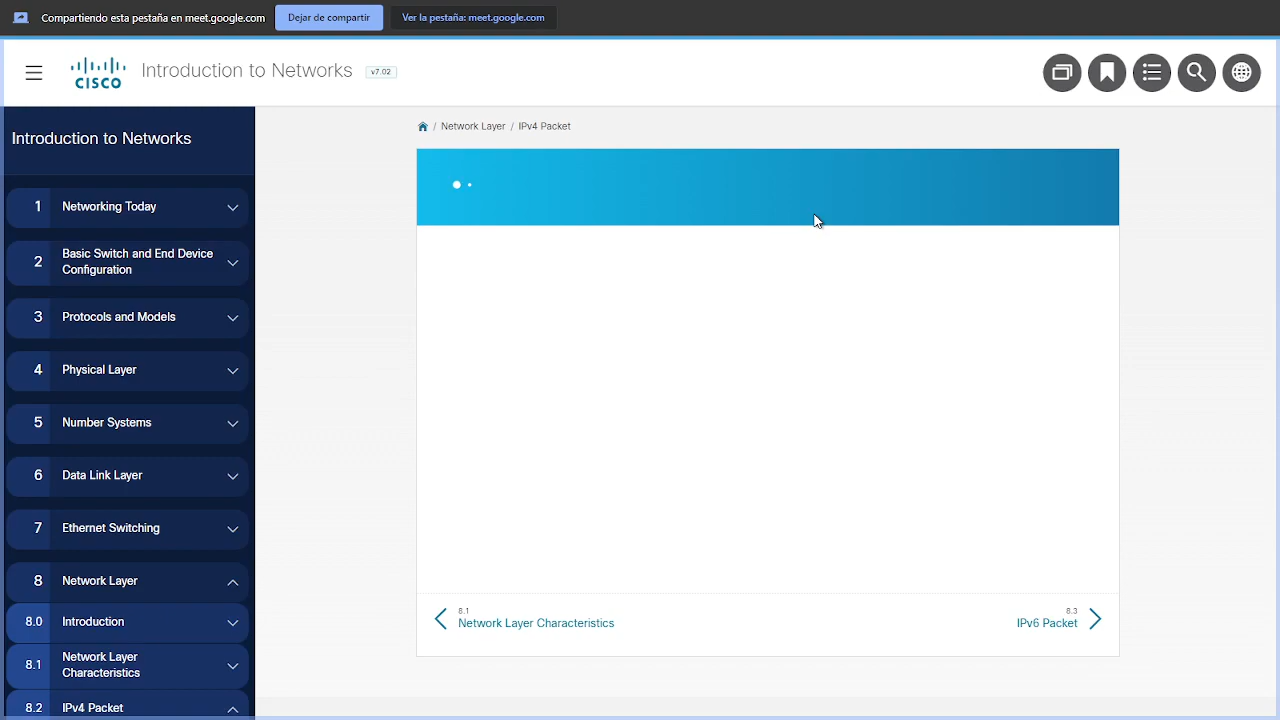 Compartiendo esta pestaña en meet.google.com
Dejar de compartir
Ver la pestaña: meet.google.com
CISCO
Introduction to Networks
v7.02
Introduction to Networks
1 Networking Today
2 Basic Switch and End Device
Configuration
3 Protocols and Models
4 Physical Layer
5 Number Systems
6 Data Link Layer
7 Ethernet Switching
8 Network Layer
8.0 Introduction
8.1 Network Layer
Characteristics
8.2 IPv4 Packet
/ Network Layer / IPv4 Packet
8.1
Network Layer Characteristics
8.3
IPv6 Packet